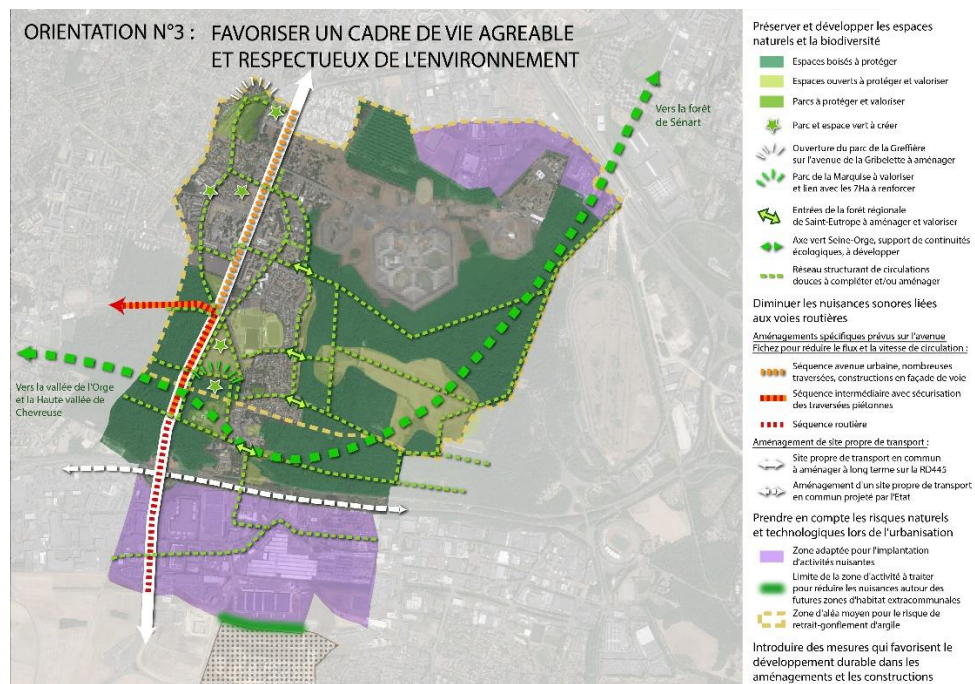 ORIENTATION N°3 : FAVORISER UN CADRE DE VIE AGREABLE
ET RESPECTUEUX DE L'ENVIRONNEMENT
Vers la forêt
de Sénart
Vers la vallée de l'Orge
et la Haute vallée de
Chevreuse
Préserver et développer les espaces
naturels et la biodiversité
Espaces boisés à protéger
Espaces ouverts à protéger et valoriser
Parcs à protéger et valoriser
Parc et espace vert à créer
Ouverture du parc de la Greffière
sur l'avenue de la Gribelette à aménager
Parc de la Marquise à valoriser
et lien avec les 7Ha à renforcer
Entrées de la forêt régionale
de Saint-Eutrope à aménager et valoriser
Axe vert Seine-Orge, support de continuités
écologiques, à développer
Réseau structurant de circulations
douces à compléter et/ou aménager
Diminuer les nuisances sonores liées
aux voies routières
Aménagements spécifiques prévus sur l'avenue
Fichez pour réduire le flux et la vitesse de circulation :
Séquence avenue urbaine, nombreuses
traversées, constructions en façade de voie
Séquence intermédiaire avec sécurisation
des traversées piétonnes
Séquence routière
Aménagement de site propre de transport :
Site propre de transport en commun
à aménager à long terme sur la RD445
Aménagement d'un site propre de transport
en commun projeté par l'Etat
Prendre en compte les risques naturels
et technologiques lors de l'urbanisation
Zone adaptée pour l'implantation
d'activités nuisantes
Limite de la zone d'activité à traiter
pour réduire les nuisances autour des
futures zones d'habitat extracommunales
Zone d'aléa moyen pour le risque de
retrait-gonflement d'argile
Introduire des mesures qui favorisent le
développement durable dans les
aménagements et les constructions